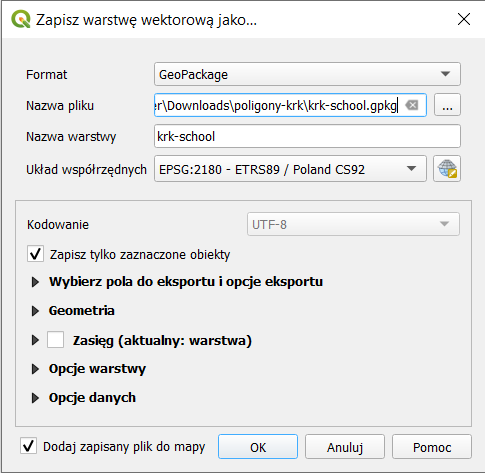 Zapisz warstwę wektorową jako...
Format GeoPackage
Nazwa pliku er\Downloads\poligony-krk\krk-school.gpkg ...
Nazwa warstwy krk-school
Układ współrzędnych EPSG:2180 - ETRS89 / Poland CS92
Kodowanie UTF-8
Zapisz tylko zaznaczone obiekty
Wybierz pola do eksportu i opcje eksportu
Geometria
Zasięg (aktualny: warstwa)
Opcje warstwy
Opcje danych
Dodaj zapisany plik do mapy OK Anuluj Pomoc